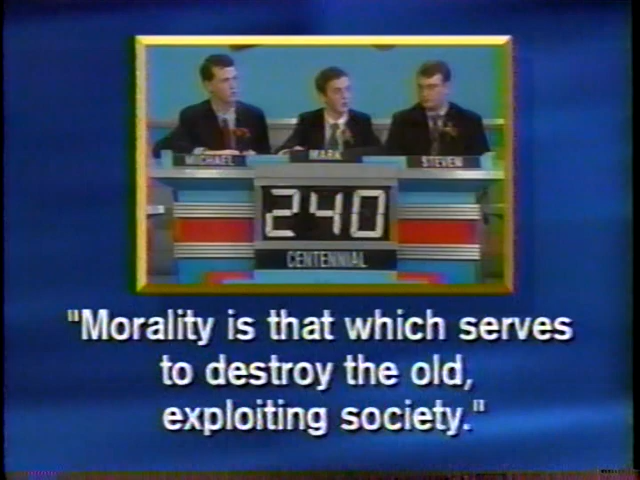 MICHAEL
MARK
STEVEN
240
CENTENNIAL
"Morality is that which serves
to destroy the old,
exploiting society."